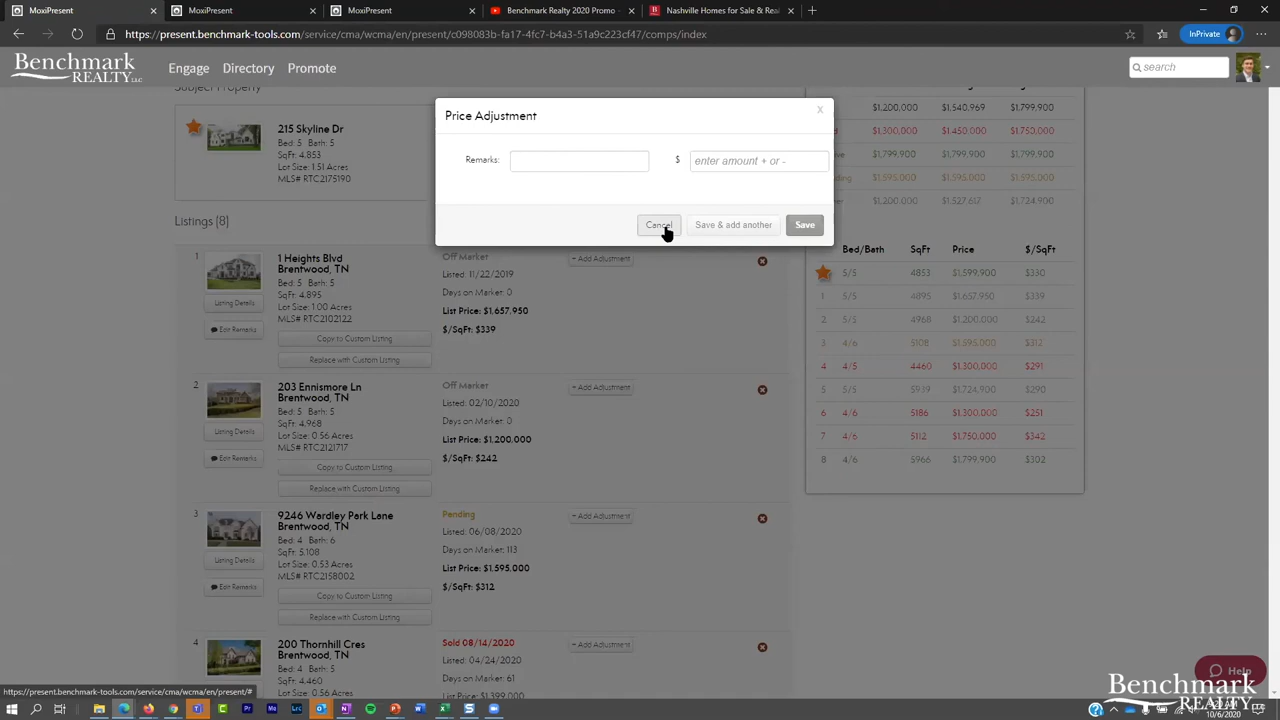 MoxiPresent
MoxiPresent
MoxiPresent
Benchmark Realty 2020 Promo -
Nashville Homes for Sale & Real
https://present.benchmark-tools.com/service/cma/wcma/en/present/c098083b-fa17-4fc7-b4a3-51a9c223cf47/comps/index
InPrivate
Benchmark
REALTY LLC
Engage
Directory
Promote
search
Subject Property
215 Skyline Dr
Bed: 5 Bath: 5
SqFt: 4,853
Lot Size: 1.51 Acres
MLS# RTC2175190
Price Adjustment
x
Remarks:
$
enter amount + or -
Cancel
Save & add another
Save
$1,200,000 $1,540,969 $1,799,900
$1,300,000 $1,450,000 $1,750,000
$1,799,900 $1,799,900 $1,799,900
$1,595,000 $1,595,000 $1,595,000
$1,200,000 $1,527,614 $1,724,900
Listings (8)
1
1 Heights Blvd
Brentwood, TN
Bed: 5 Bath: 5
SqFt: 4,895
Lot Size: 1.00 Acres
MLS# RTC2102122
Listing Details
Edit Remarks
Copy to Custom Listing
Replace with Custom Listing
Off Market
Listed: 11/22/2019
Days on Market: 0
List Price: $1,657,950
$/SqFt: $339
+ Add Adjustment
2
203 Ennismore Ln
Brentwood, TN
Bed: 5 Bath: 5
SqFt: 4,968
Lot Size: 0.56 Acres
MLS# RTC2121717
Listing Details
Edit Remarks
Copy to Custom Listing
Replace with Custom Listing
Off Market
Listed: 02/10/2020
Days on Market: 0
List Price: $1,200,000
$/SqFt: $242
+ Add Adjustment
3
9246 Wardley Park Lane
Brentwood, TN
Bed: 4 Bath: 6
SqFt: 5,108
Lot Size: 0.53 Acres
MLS# RTC2158002
Listing Details
Edit Remarks
Copy to Custom Listing
Replace with Custom Listing
Pending
Listed: 06/08/2020
Days on Market: 113
List Price: $1,595,000
$/SqFt: $312
+ Add Adjustment
4
200 Thornhill Cres
Brentwood, TN
Bed: 4 Bath: 5
SqFt: 4,460
Lot Size: 0.56 Acres
Sold 08/14/2020
Listed: 04/24/2020
Days on Market: 61
List Price: $1,399,000
+ Add Adjustment
Bed/Bath SqFt Price $/SqFt
5/5 4853 $1,599,900 $330
1 5/5 4895 $1,657,950 $339
2 5/5 4968 $1,200,000 $242
3 4/6 5108 $1,595,000 $312
4 4/5 4460 $1,300,000 $291
5 5/5 5939 $1,724,900 $290
6 4/6 5186 $1,300,000 $251
7 4/6 5112 $1,750,000 $342
8 4/6 5966 $1,799,900 $302
Help
Benchmark
REALTY
https://present.benchmark-tools.com/service/cma/wcma/en/present/#
10/6/2020